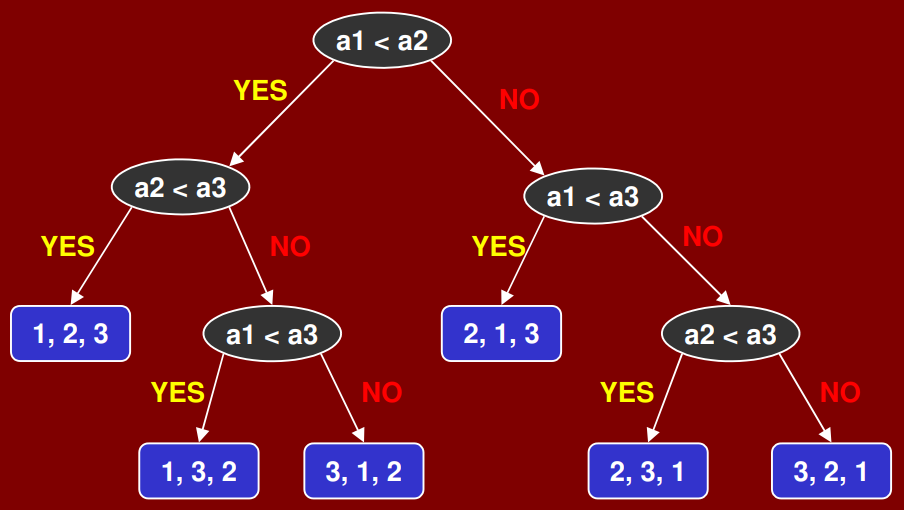 a1 < a2
YES
NO
a2 < a3
a1 < a3
YES
NO
YES
NO
1, 2, 3
a1 < a3
2, 1, 3
a2 < a3
YES
NO
YES
NO
1, 3, 2
3, 1, 2
2, 3, 1
3, 2, 1